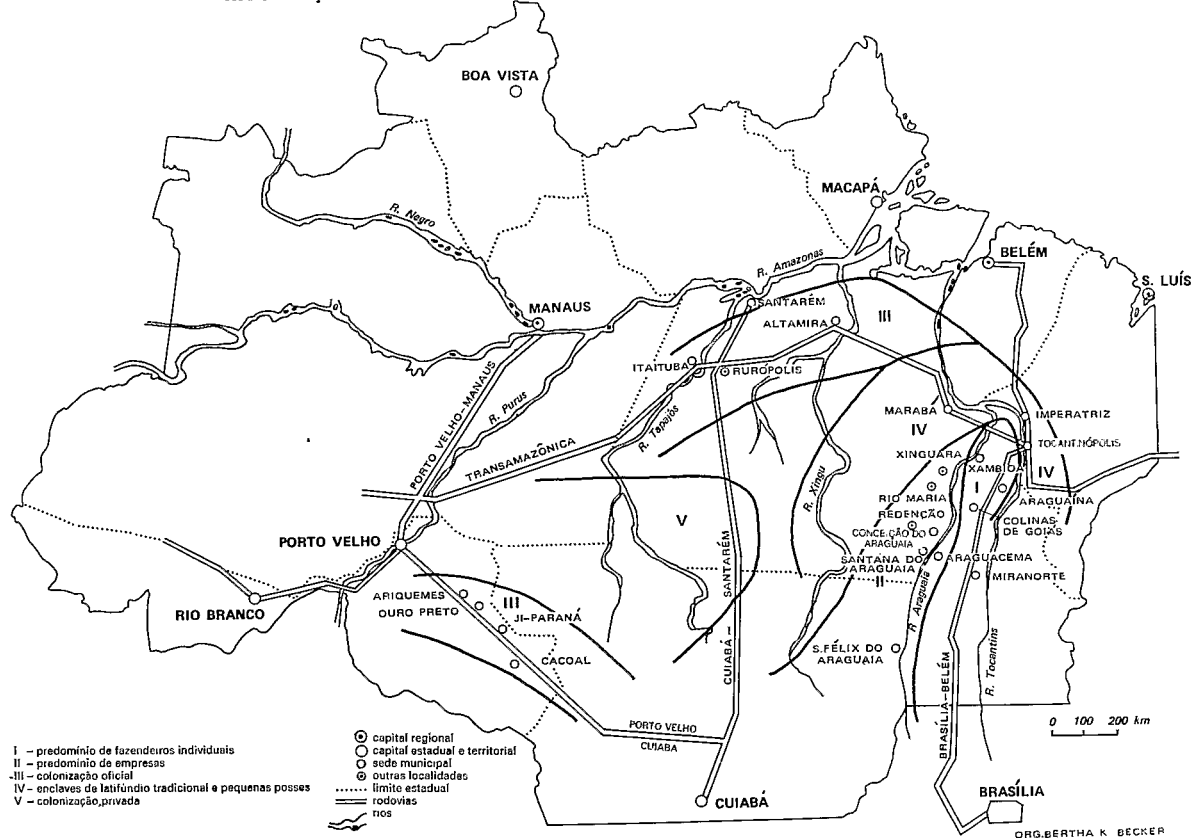 BOA VISTA
MACAPÁ
R. Negro
BELÉM
R. Amazonas
S. LUÍS
SANTARÉM
MANAUS
ALTAMIRA
III
ITAITUBA
RURÓPOLIS
PORTO VELHO-MANAUS
R. Purus
R. Tapajós
MARABÁ
IMPERATRIZ
IV
TOCANTINÓPOLIS
TRANSAMAZÔNICA
XINGUARA
XAMBIOA
IV
R. Xingu
RIO MARIA
I
ARAGUAÍNA
REDENÇÃO
COLINAS
DE GOIÁS
V
CONCEIÇÃO DO
ARAGUAIA
PORTO VELHO
SANTANA DO
ARAGUAIA
ARAGUACEMA
II
MIRANORTE
ARIQUEMES
III
OURO PRETO
RIO BRANCO
JI-PARANÁ
CUIABÁ- SANTARÉM
R Araguaia
S.FÉLIX DO
ARAGUAIA
CACOAL
R. Tocantins
BRASÍLIA-BELÉM
PORTO VELHO
CUIABA
0 100 200 km
I - predomínio de fazendeiros individuais
II - predomínio de empresas
-III - colonização oficial
IV - enclaves de latifúndio tradicional e pequenas posses
V - colonização,privada
capital regional
capital estadual e territorial
sede municipal
outras localidades
limite estadual
rodovias
rios
CUIABÁ
BRASÍLIA
ORG.BERTHA K BECKER